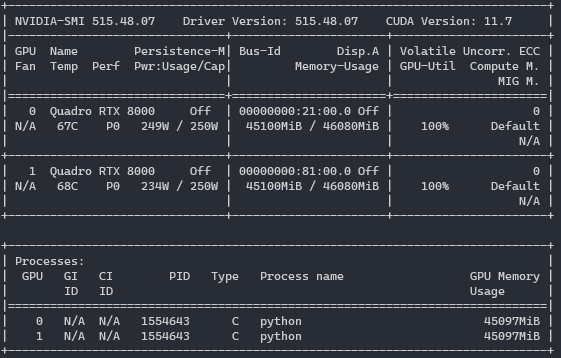 NVIDIA-SMI 515.48.07    Driver Version: 515.48.07    CUDA Version: 11.7
GPU  Name        Persistence-M| Bus-Id        Disp.A | Volatile Uncorr. ECC
Fan  Temp  Perf  Pwr:Usage/Cap|         Memory-Usage | GPU-Util  Compute M.
MIG M.
0  Quadro RTX 8000     Off  | 00000000:21:00.0 Off |                    0
N/A   67C    P0   249W / 250W |  45100MiB / 46080MiB |    100%      Default
N/A
1  Quadro RTX 8000     Off  | 00000000:81:00.0 Off |                    0
N/A   68C    P0   234W / 250W |  45100MiB / 46080MiB |    100%      Default
N/A
Processes:
GPU   GI   CI        PID   Type   Process name                  GPU Memory
ID   ID                                                   Usage
0   N/A  N/A   1554643      C   python                          45097MiB
1   N/A  N/A   1554643      C   python                          45097MiB